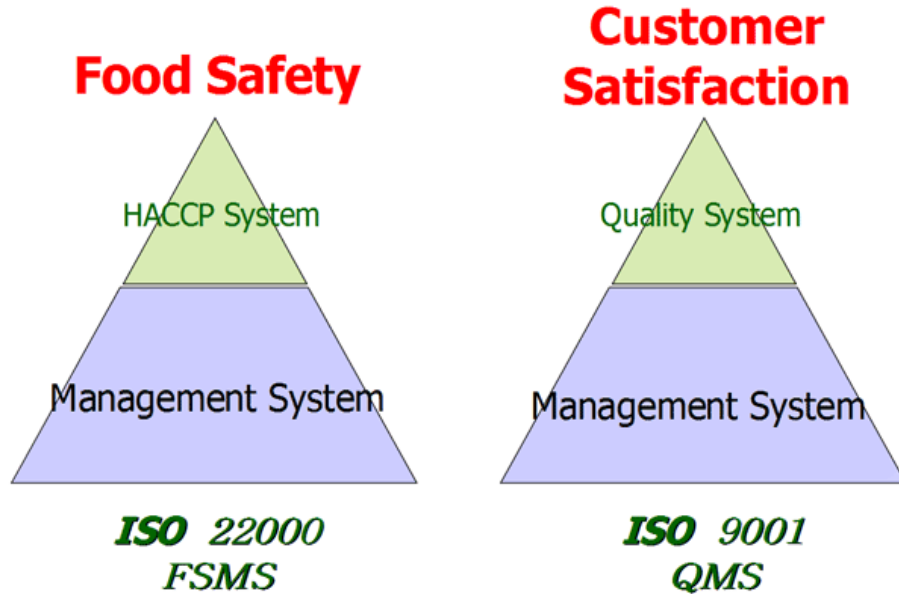 Food Safety
HACCP System
Management System
ISO 22000
FSMS
Customer
Satisfaction
Quality System
Management System
ISO 9001
QMS